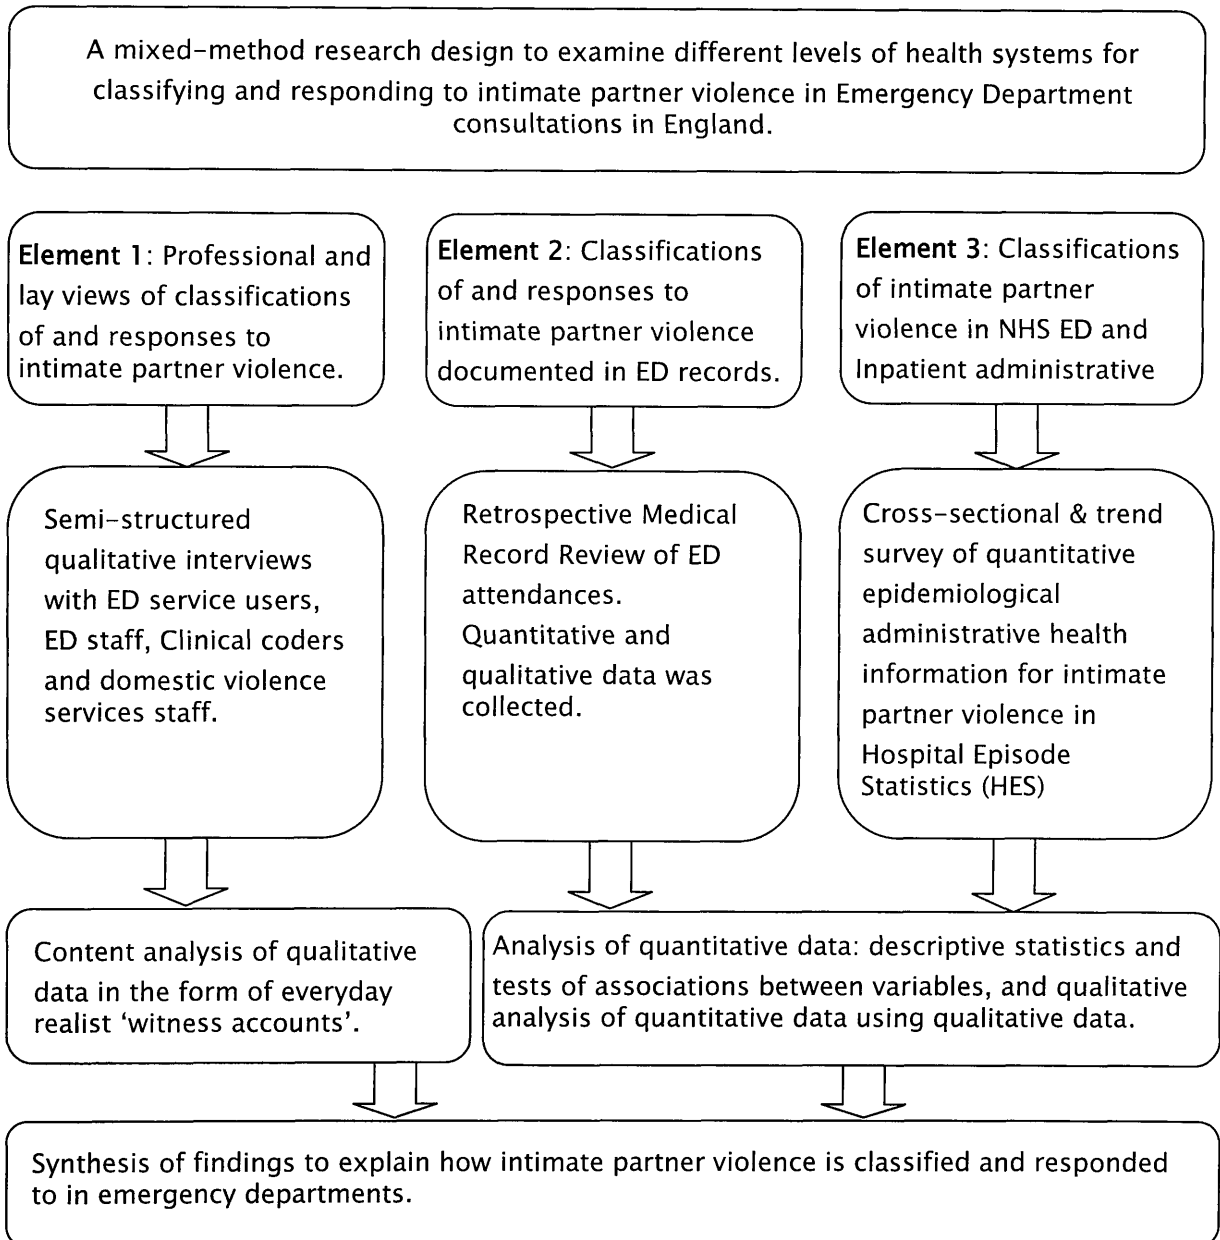 A mixed-method research design to examine different levels of health systems for
classifying and responding to intimate partner violence in Emergency Department
consultations in England.
Element 1: Professional and
lay views of classifications
of and responses to
intimate partner violence.
Element 2: Classifications
of and responses to
intimate partner violence
documented in ED records.
Element 3: Classifications
of intimate partner
violence in NHS ED and
Inpatient administrative
Semi-structured
qualitative interviews
with ED service users,
ED staff, Clinical coders
and domestic violence
services staff.
Retrospective Medical
Record Review of ED
attendances.
Quantitative and
qualitative data was
collected.
Cross-sectional & trend
survey of quantitative
epidemiological
administrative health
information for intimate
partner violence in
Hospital Episode
Statistics (HES)
Content analysis of qualitative
data in the form of everyday
realist ‘witness accounts’.
Analysis of quantitative data: descriptive statistics and
tests of associations between variables, and qualitative
analysis of quantitative data using qualitative data.
Synthesis of findings to explain how intimate partner violence is classified and responded
to in emergency departments.